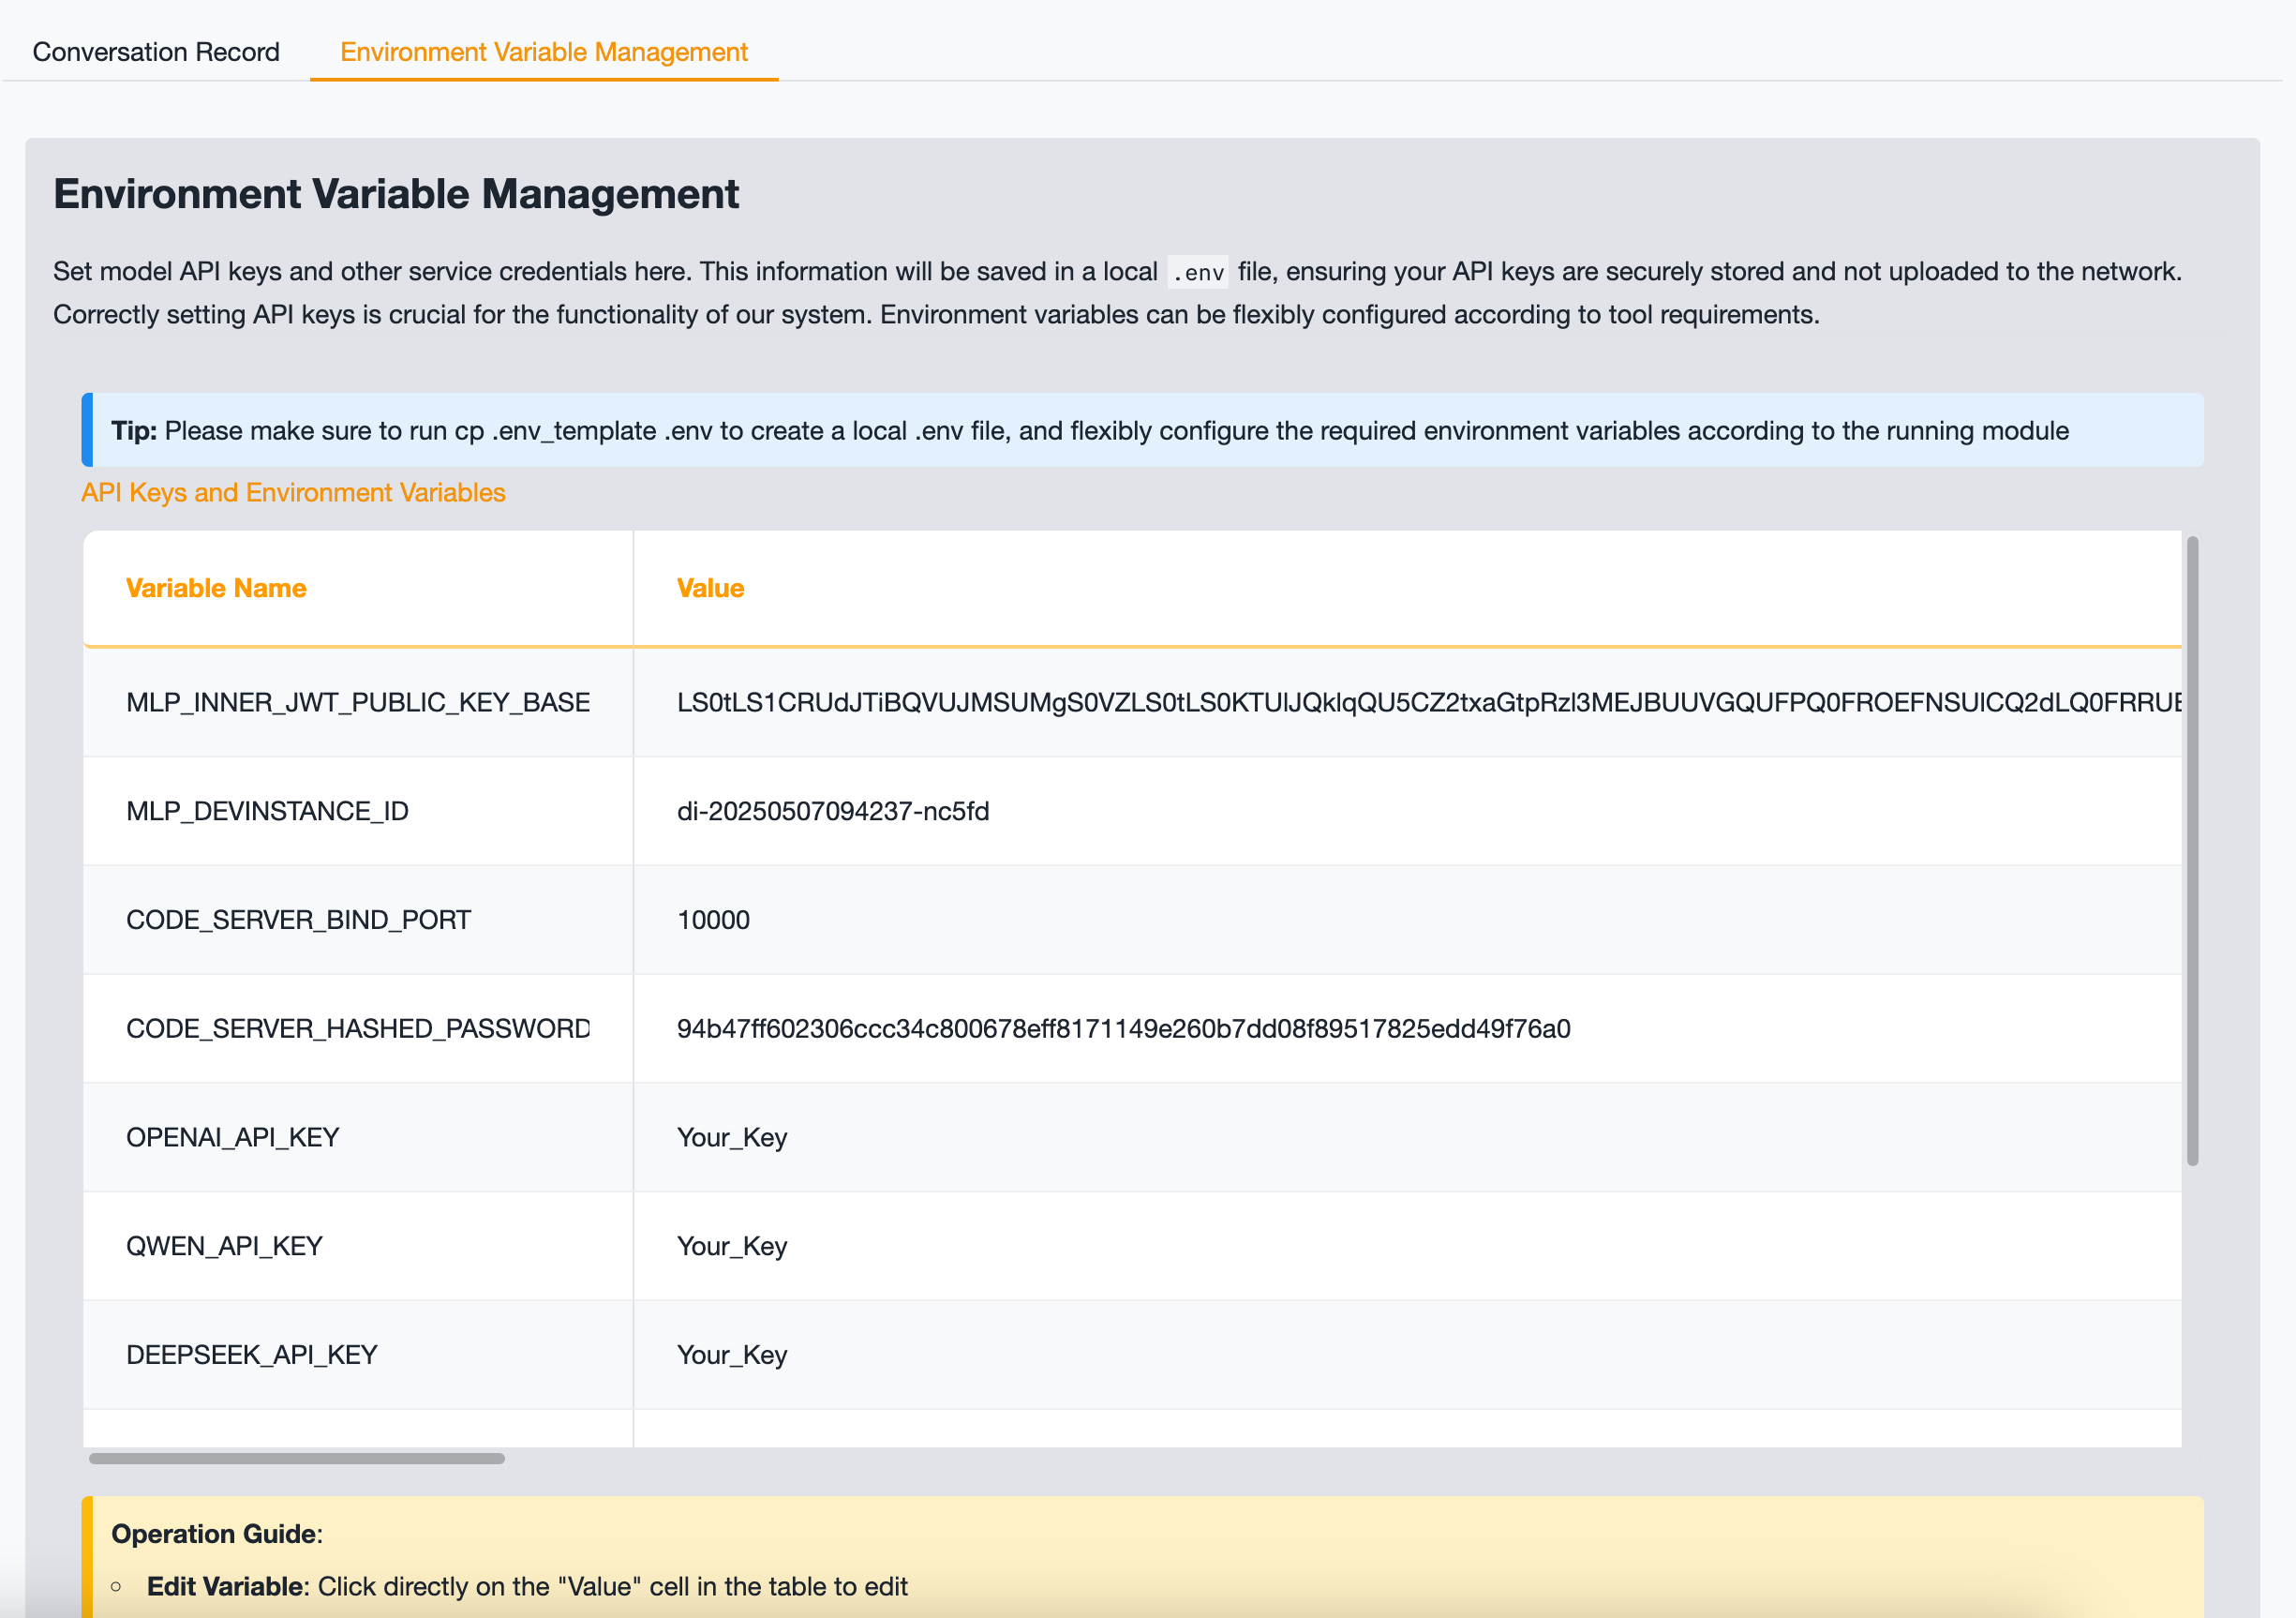 Conversation Record
Environment Variable Management
Environment Variable Management
Set model API keys and other service credentials here. This information will be saved in a local .env file, ensuring your API keys are securely stored and not uploaded to the network.
Correctly setting API keys is crucial for the functionality of our system. Environment variables can be flexibly configured according to tool requirements.
Tip: Please make sure to run cp .env_template .env to create a local .env file, and flexibly configure the required environment variables according to the running module
API Keys and Environment Variables
Variable Name Value
MLP_INNER_JWT_PUBLIC_KEY_BASE LS0tLS1CRUdJTiBQVUJMSUMgS0VZLS0tLS0KTUlJQklqQU5CZ2txaGtpRzl3MEJBUUVGQUFPQ0FROEFNSUlCQ2dLQ0FRRUE
MLP_DEVINSTANCE_ID di-20250507094237-nc5fd
CODE_SERVER_BIND_PORT 10000
CODE_SERVER_HASHED_PASSWORD 94b47ff602306ccc34c800678eff8171149e260b7dd08f89517825edd49f76a0
OPENAI_API_KEY Your_Key
QWEN_API_KEY Your_Key
DEEPSEEK_API_KEY Your_Key
Operation Guide:
Edit Variable: Click directly on the "Value" cell in the table to edit